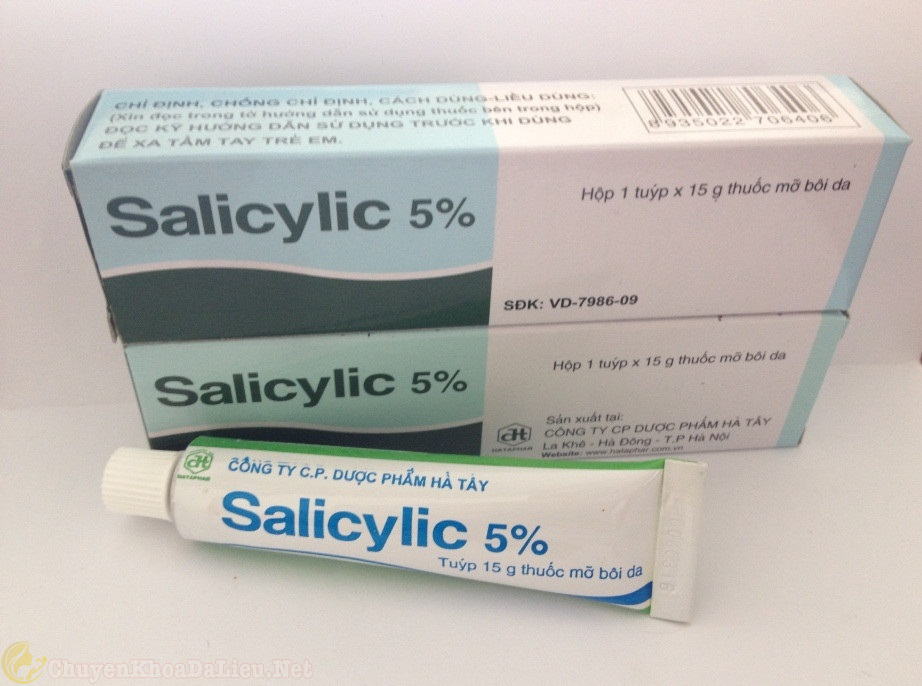 CHỈ ĐỊNH, CHỐNG CHỈ ĐỊNH, CÁCH DÙNG-LIỀU DÙNG:
(Xin đọc trong tờ hướng dẫn sử dụng thuốc bên trong hộp)
ĐỌC KỸ HƯỚNG DẪN SỬ DỤNG TRƯỚC KHI DÙNG
ĐỂ XA TẦM TAY TRẺ EM.
8 935022 706406
Salicylic 5%
Hộp 1 tuýp x 15 g thuốc mỡ bôi da
SĐK: VD-7986-09
Salicylic 5%
Hộp 1 tuýp x 15 g thuốc mỡ bôi da
HATAPHAR
Sản xuất tại:
CÔNG TY CP DƯỢC PHẨM HÀ TÂY
La Khê - Hà Đông - T.P Hà Nội
Website: www.hataphar.com.vn
HATAPHAR
CÔNG TY C.P. DƯỢC PHẨM HÀ TÂY
Salicylic 5%
Tuýp 15 g thuốc mỡ bôi da
ChuyenKhoaDaLieu.Net